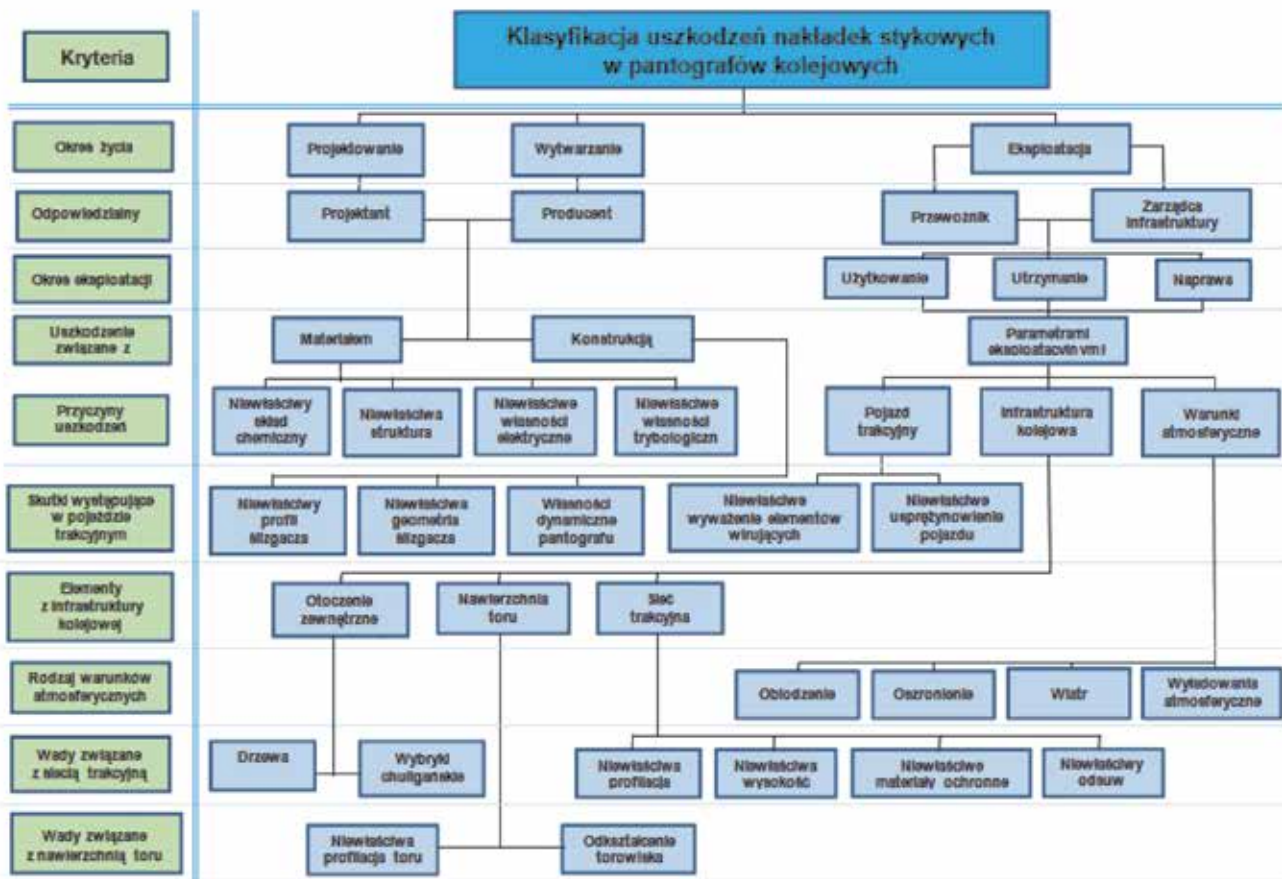 Kryteria
Klasyfikacja uszkodzeń nakładek stykowych
w pantografów kolejowych
Okres życia
Projektowanie
Wytwarzanie
Eksploatacja
Odpowiedzialny
Projektant
Producent
Przewoźnik
Zarządca
infrastruktury
Okres eksploatacji
Użytkowanie
Utrzymanie
Naprawa
Uszkodzenie
związane z
Materiałem
Konstrukcją
Parametrami
eksploatacyjnymi
Przyczyny
uszkodzeń
Niewłaściwy
skład
chemiczny
Niewłaściwa
struktura
Niewłaściwe
własności
elektryczne
Niewłaściwe
własności
trybologiczn
Pojazd
trakcyjny
Infrastruktura
kolejowa
Warunki
atmosferyczne
Skutki występujące
w pojeździe
trakcyjnym
Niewłaściwy
profil
ślizgacza
Niewłaściwa
geometria
ślizgacza
Własności
dynamiczne
pantografu
Niewłaściwe
wyważenie elementów
wirujących
Niewłaściwe
usprężynowienie
pojazdu
Elementy
z infrastruktury
kolejowej
Otoczenie
zewnętrzne
Nawierzchnia
toru
Sieć
trakcyjna
Rodzaj warunków
atmosferycznych
Oblodzenie
Oszronienie
Wiatr
Wyładowania
atmosferyczne
Wady związane
z siecią trakcyjną
Drzewa
Wybryki
chuligańskie
Niewłaściwa
profilacja
Niewłaściwa
wysokość
Niewłaściwe
materiały ochronne
Niewłaściwy
odsuw
Wady związane
z nawierzchnią toru
Niewłaściwa
profilacja toru
Odkształcenie
torowiska